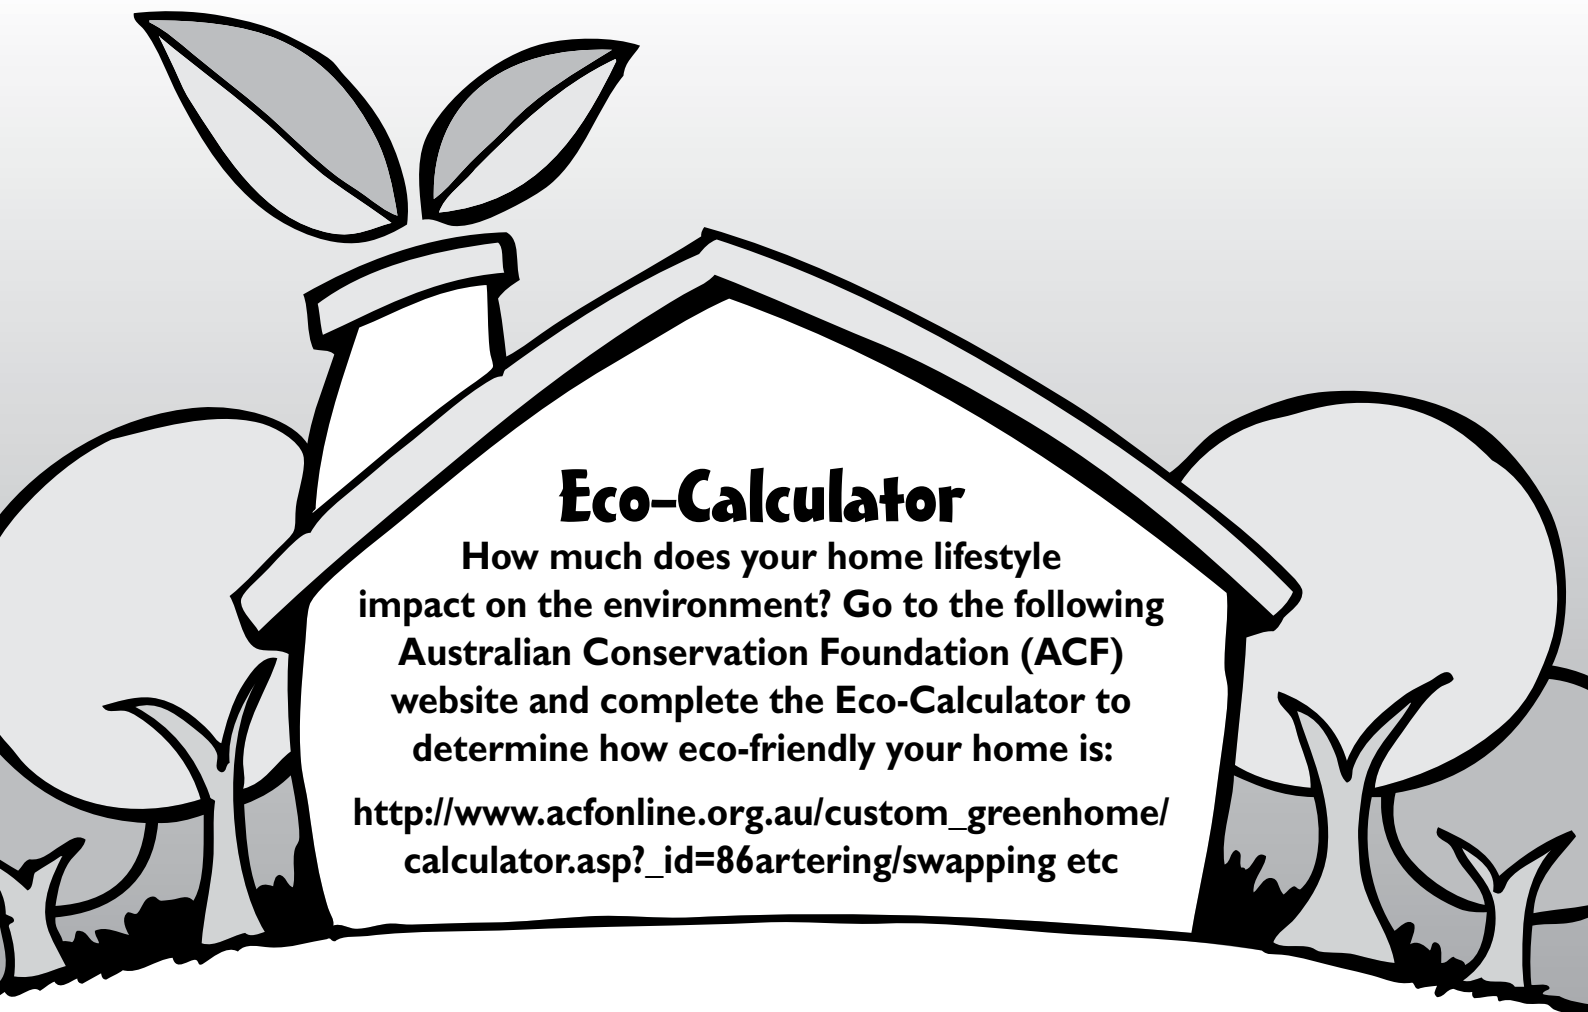 Eco-Calculator
How much does your home lifestyle
impact on the environment? Go to the following
Australian Conservation Foundation (ACF)
website and complete the Eco-Calculator to
determine how eco-friendly your home is:
http://www.acfonline.org.au/custom_greenhome/
calculator.asp?_id=86artering/swapping etc